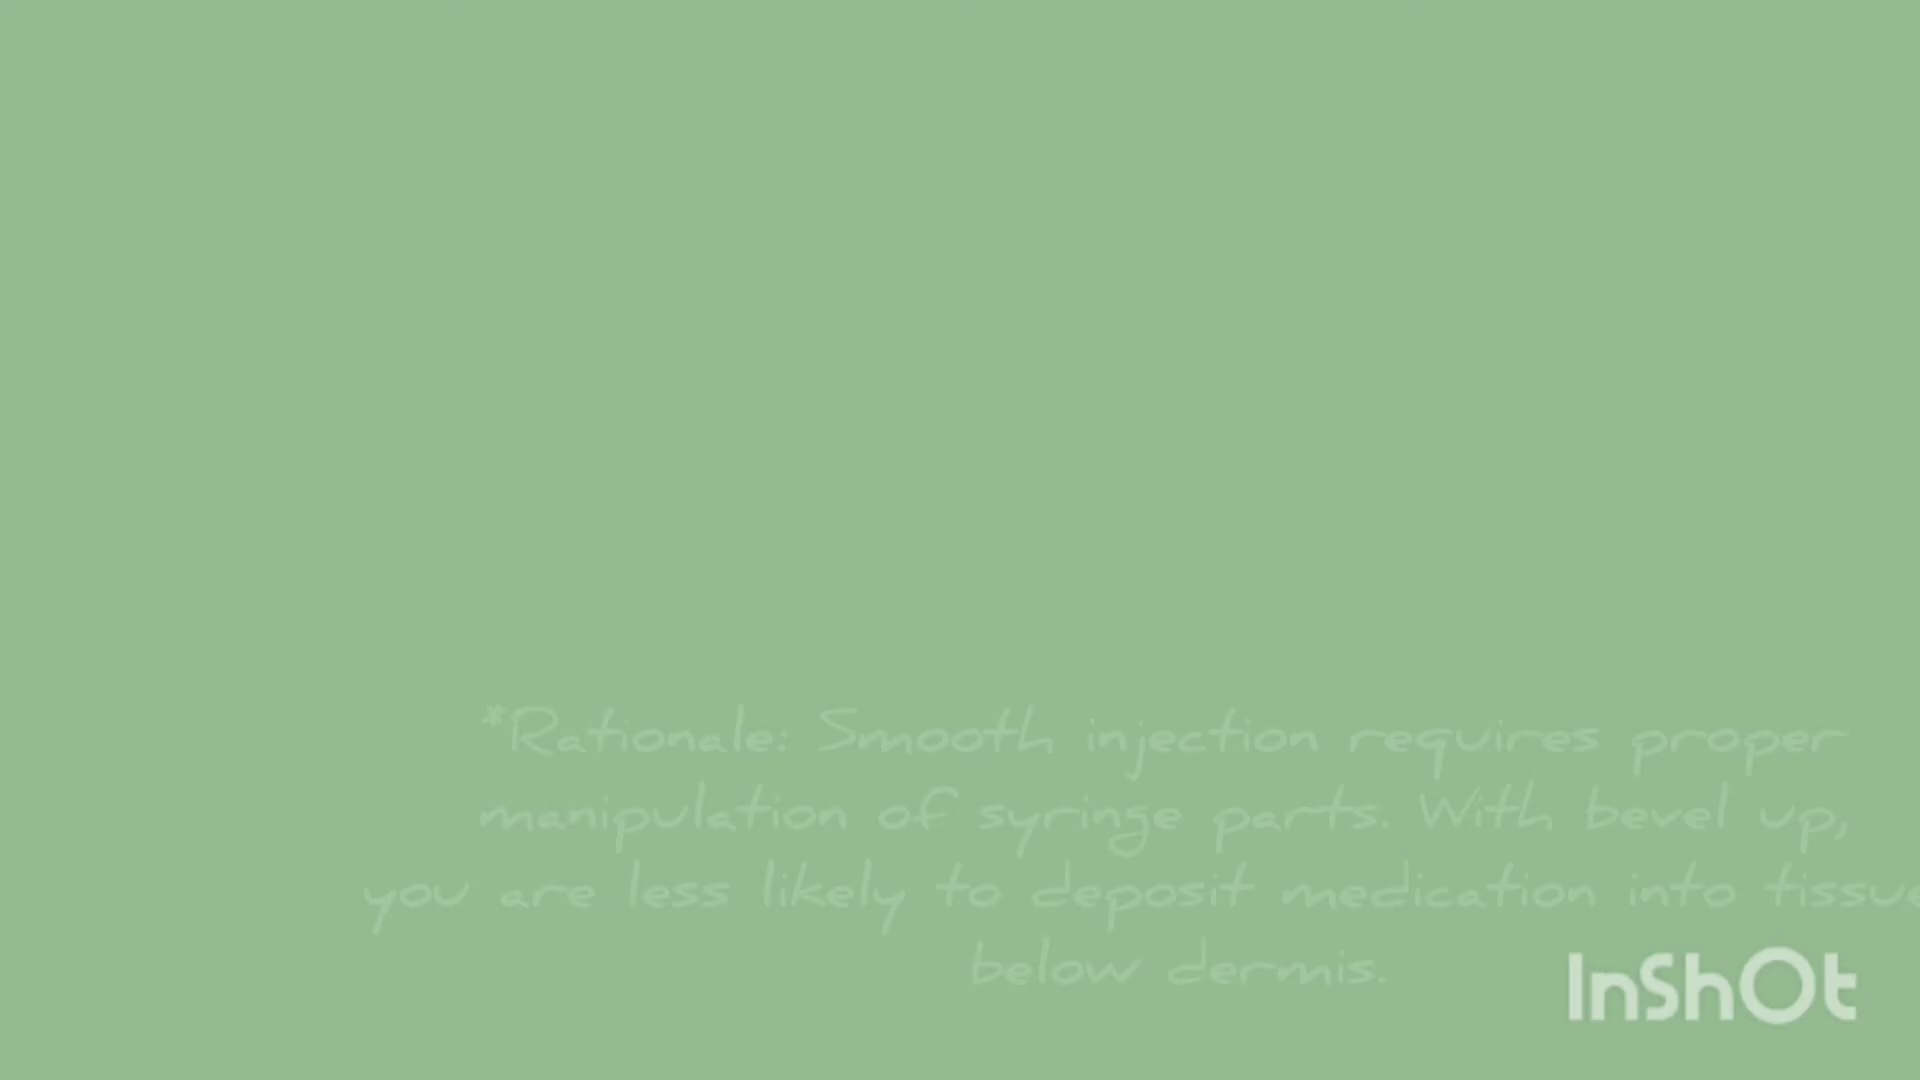 *Rationale: Smooth injection requires proper
manipulation of syringe parts. With bevel up,
you are less likely to deposit medication into tissue
below dermis.
InShOt